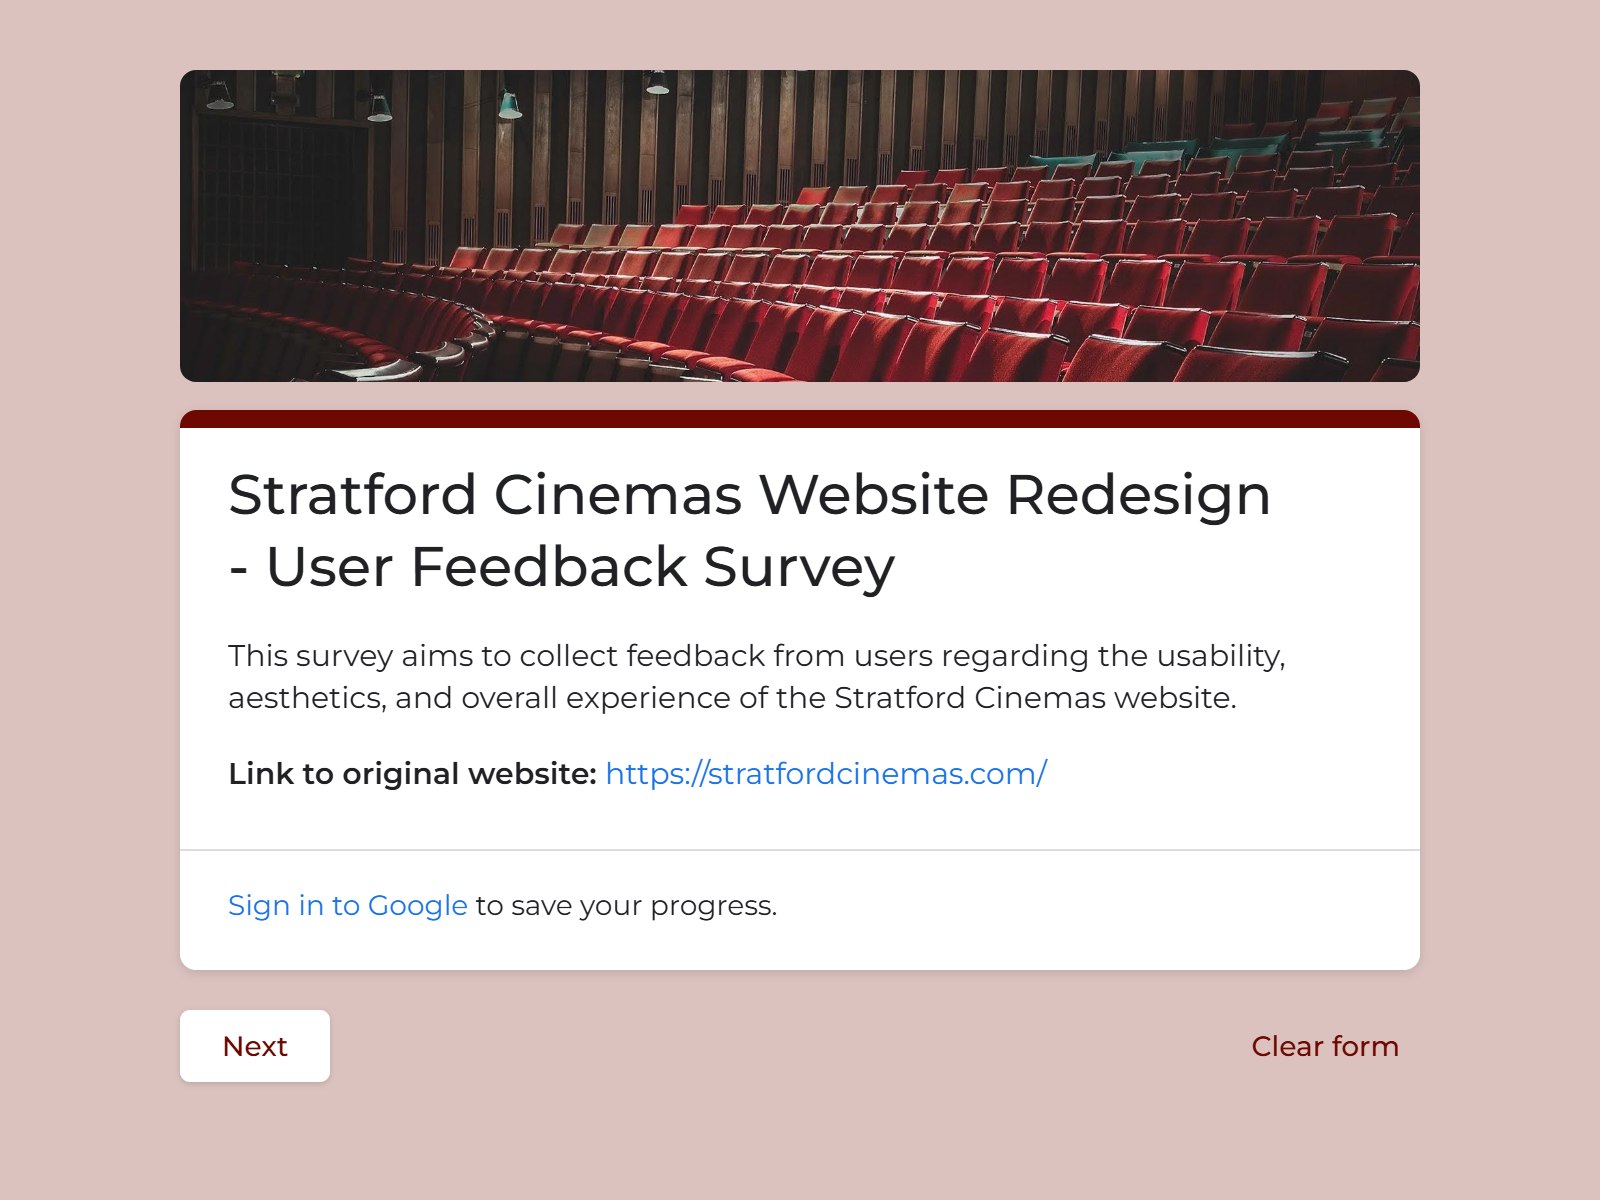 Stratford Cinemas Website Redesign
- User Feedback Survey
This survey aims to collect feedback from users regarding the usability,
aesthetics, and overall experience of the Stratford Cinemas website.
Link to original website: https://stratfordcinemas.com/
Sign in to Google to save your progress.
Next
Clear form